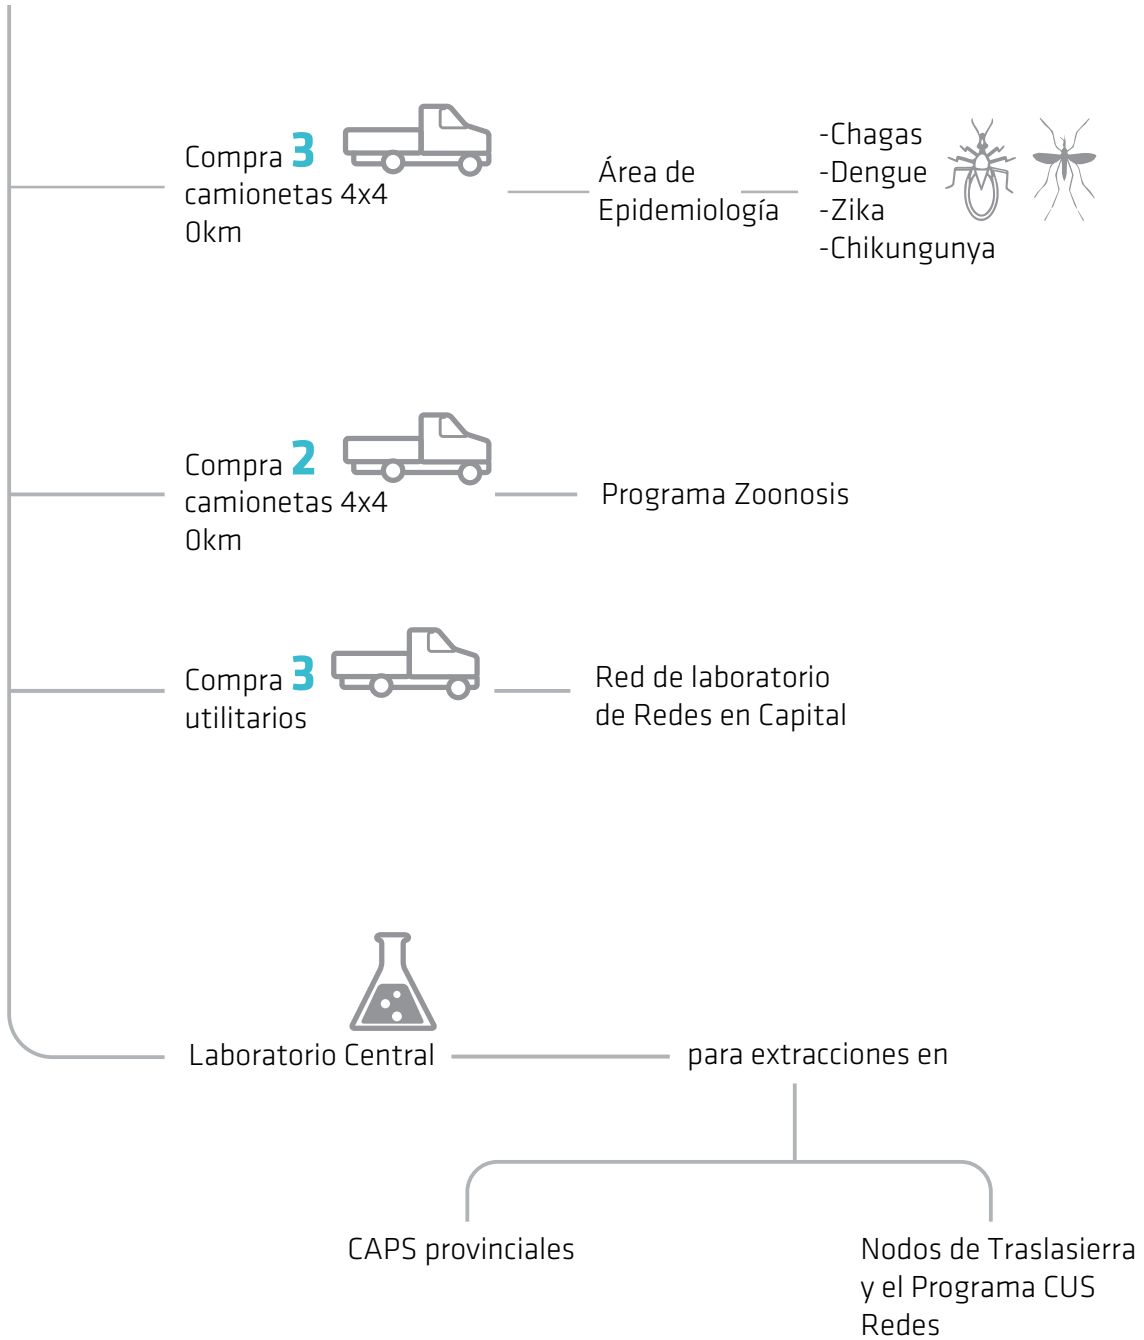 Compra 3
camionetas 4x4
0km
Área de
Epidemiología
-Chagas
-Dengue
-Zika
-Chikungunya
Compra 2
camionetas 4x4
0km
Programa Zoonosis
Compra 3
utilitarios
Red de laboratorio
de Redes en Capital
Laboratorio Central
para extracciones en
CAPS provinciales
Nodos de Traslasierra
y el Programa CUS
Redes